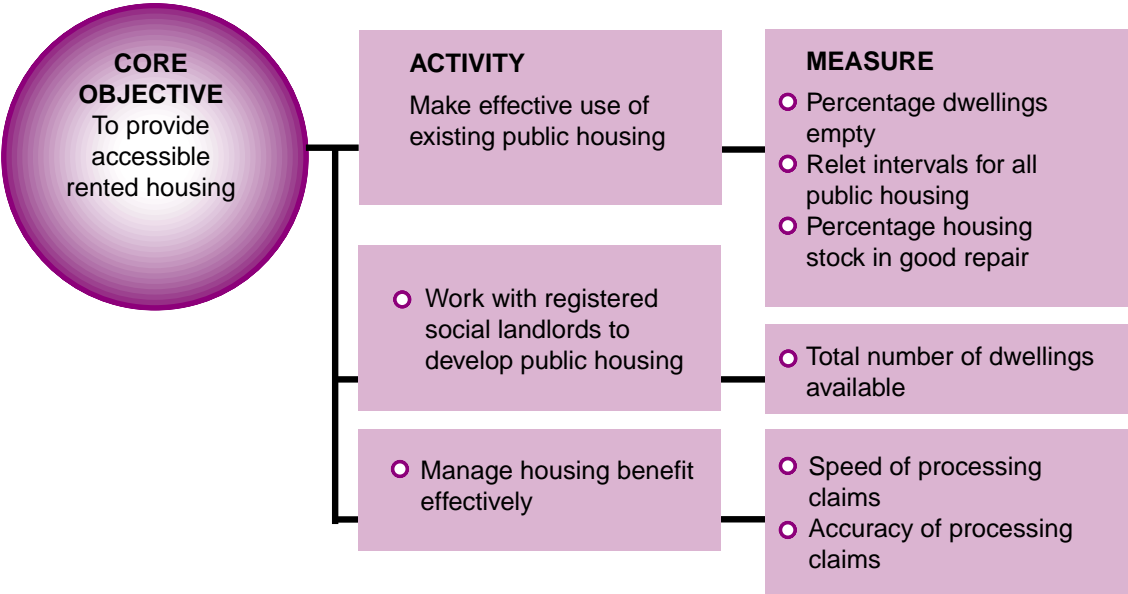 CORE
OBJECTIVE
To provide
accessible
rented housing
ACTIVITY
Make effective use of
existing public housing
MEASURE
Percentage dwellings
empty
Relet intervals for all
public housing
Percentage housing
stock in good repair
Work with registered
social landlords to
develop public housing
Total number of dwellings
available
Manage housing benefit
effectively
Speed of processing
claims
Accuracy of processing
claims